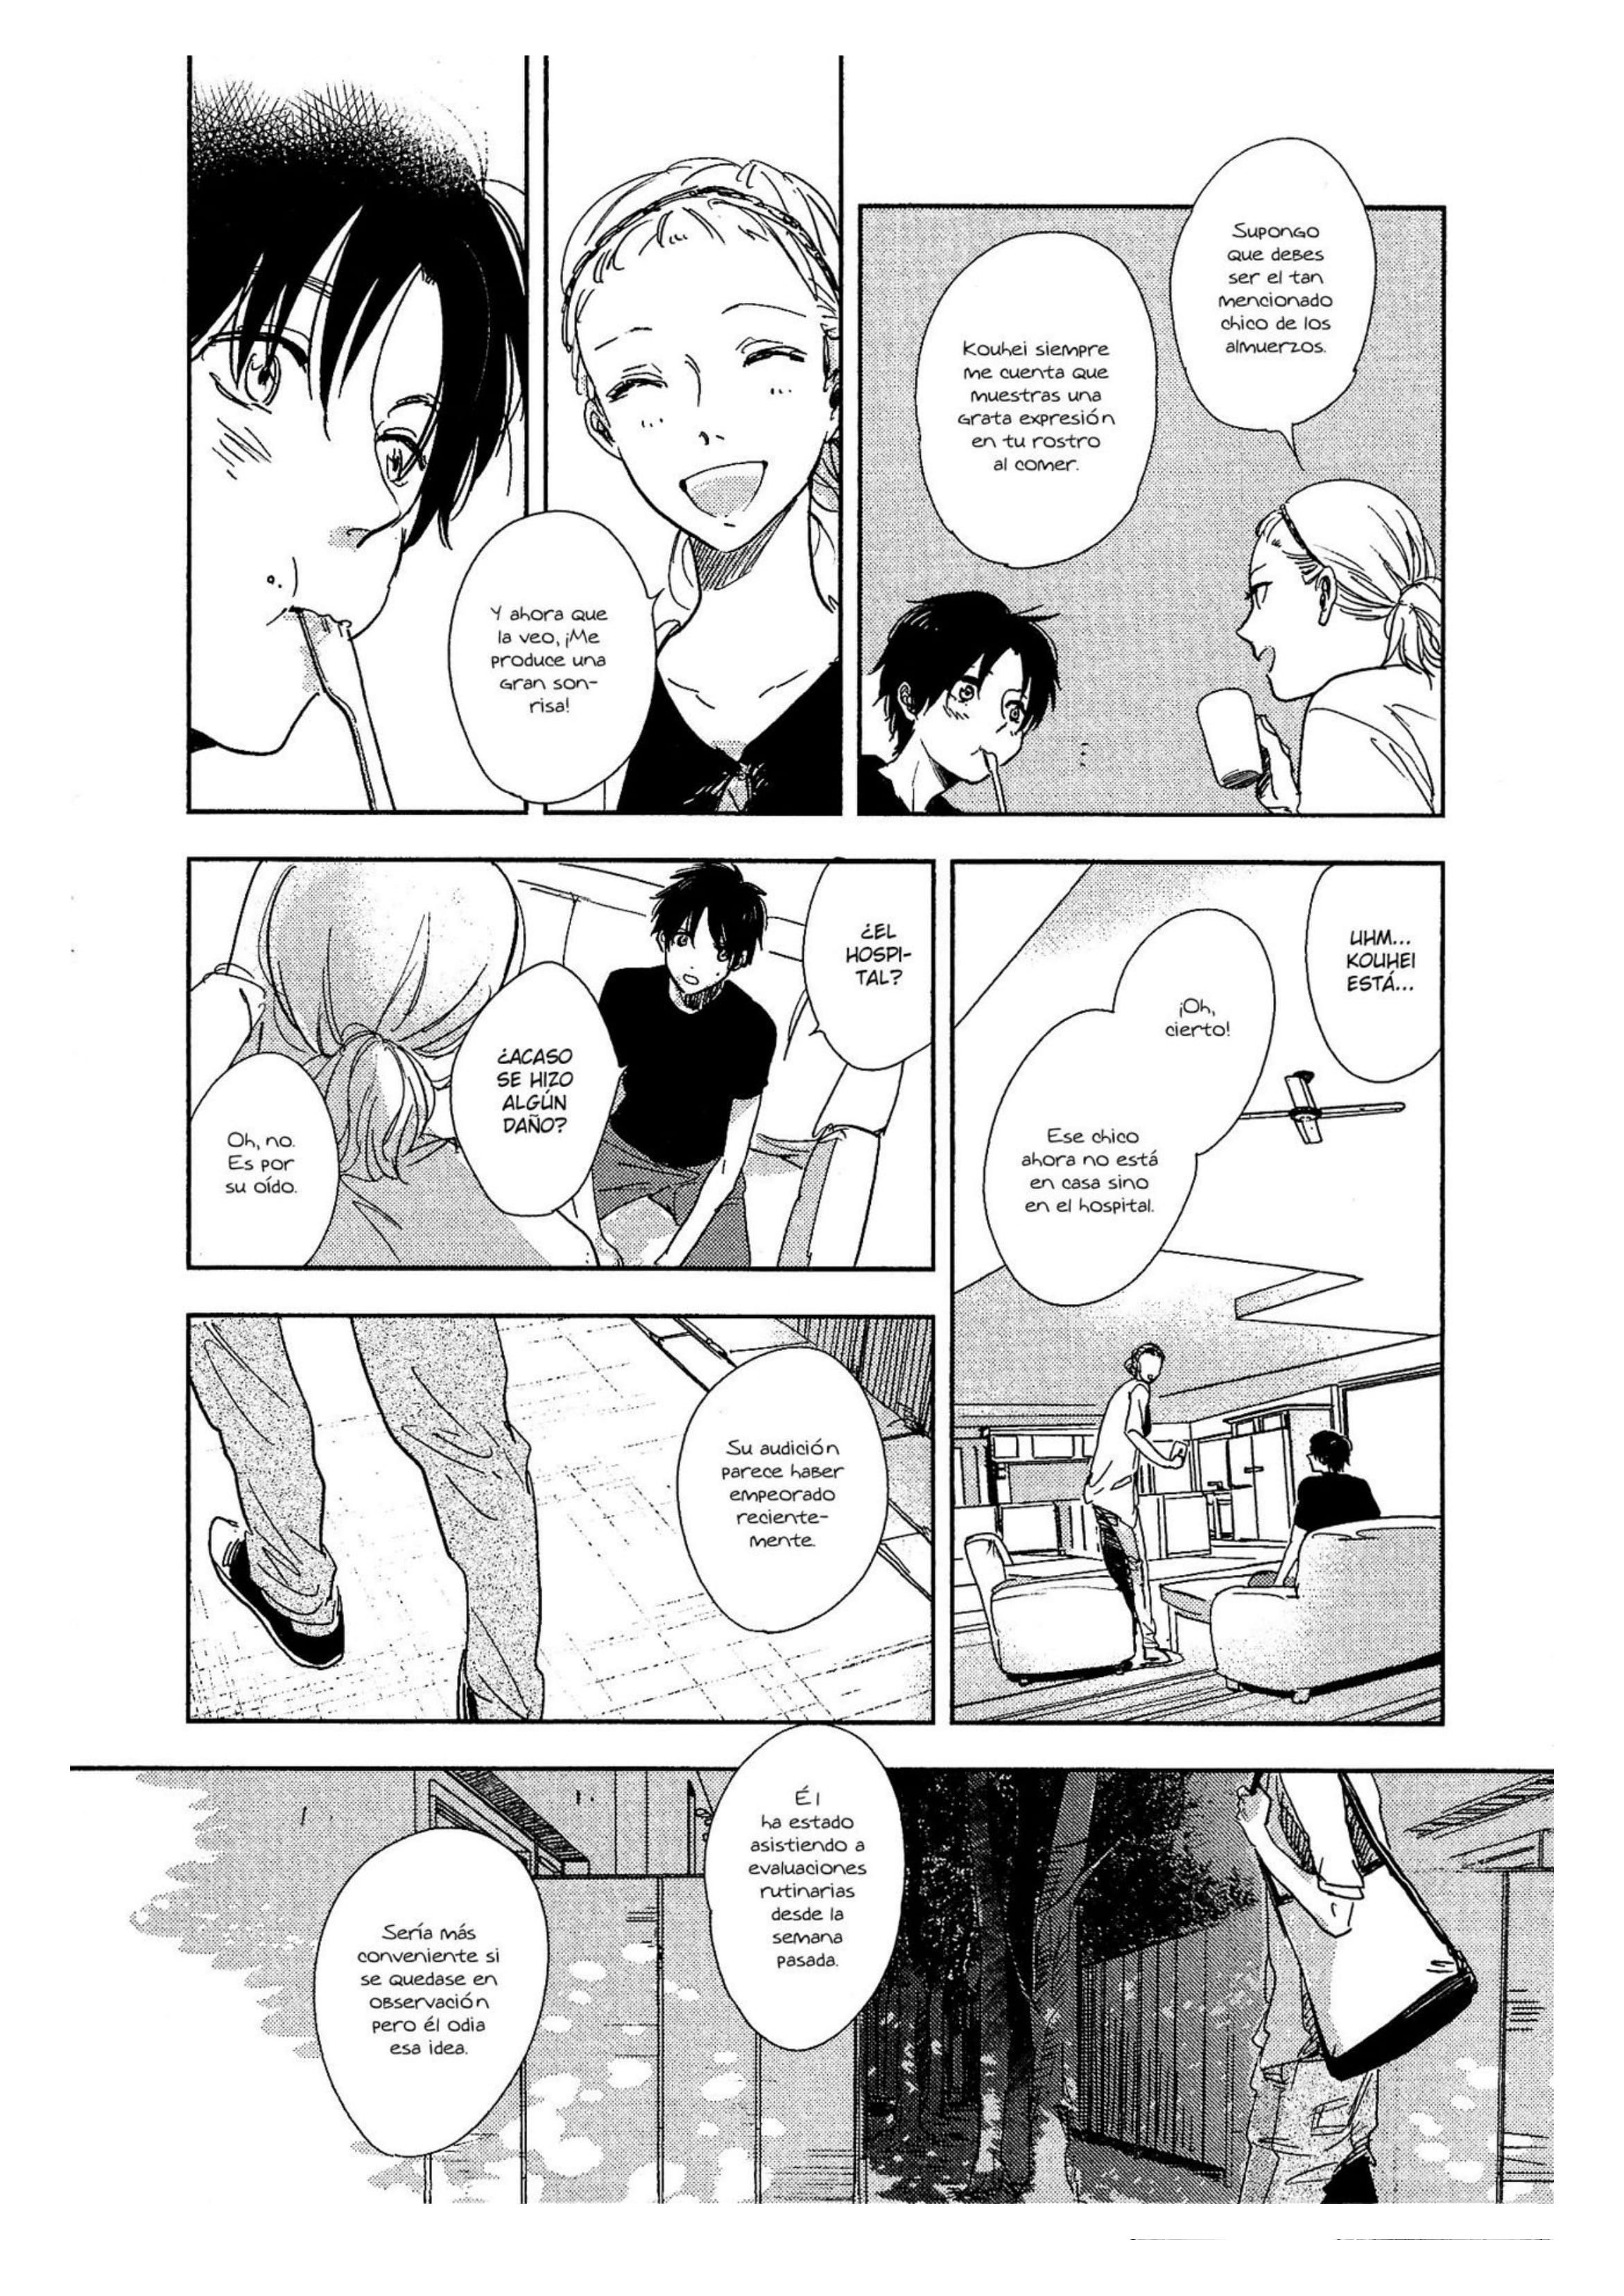 Supongo
que debes
ser el tan
mencionado
chico de los
almuerzos.
Kouhei siempre
me cuenta que
muestras una
grata expresión
en tu rostro
al comer.
Y ahora que
la veo, ¡Me
produce una
gran son-
risa!
UHM...
KOUHEI
ESTÁ...
¡Oh,
cierto!
Ese chico
ahora no está
en casa sino
en el hospital.
¿EL
HOSPI-
TAL?
¿ACASO
SE HIZO
ALGÚN
DAÑO?
Oh, no.
Es por
su oído.
Su audición
parece haber
empeorado
reciente-
mente.
Él
ha estado
asistiendo a
evaluaciones
rutinarias
desde la
semana
pasada.
Sería más
conveniente si
se quedase en
observación
pero él odia
esa idea.